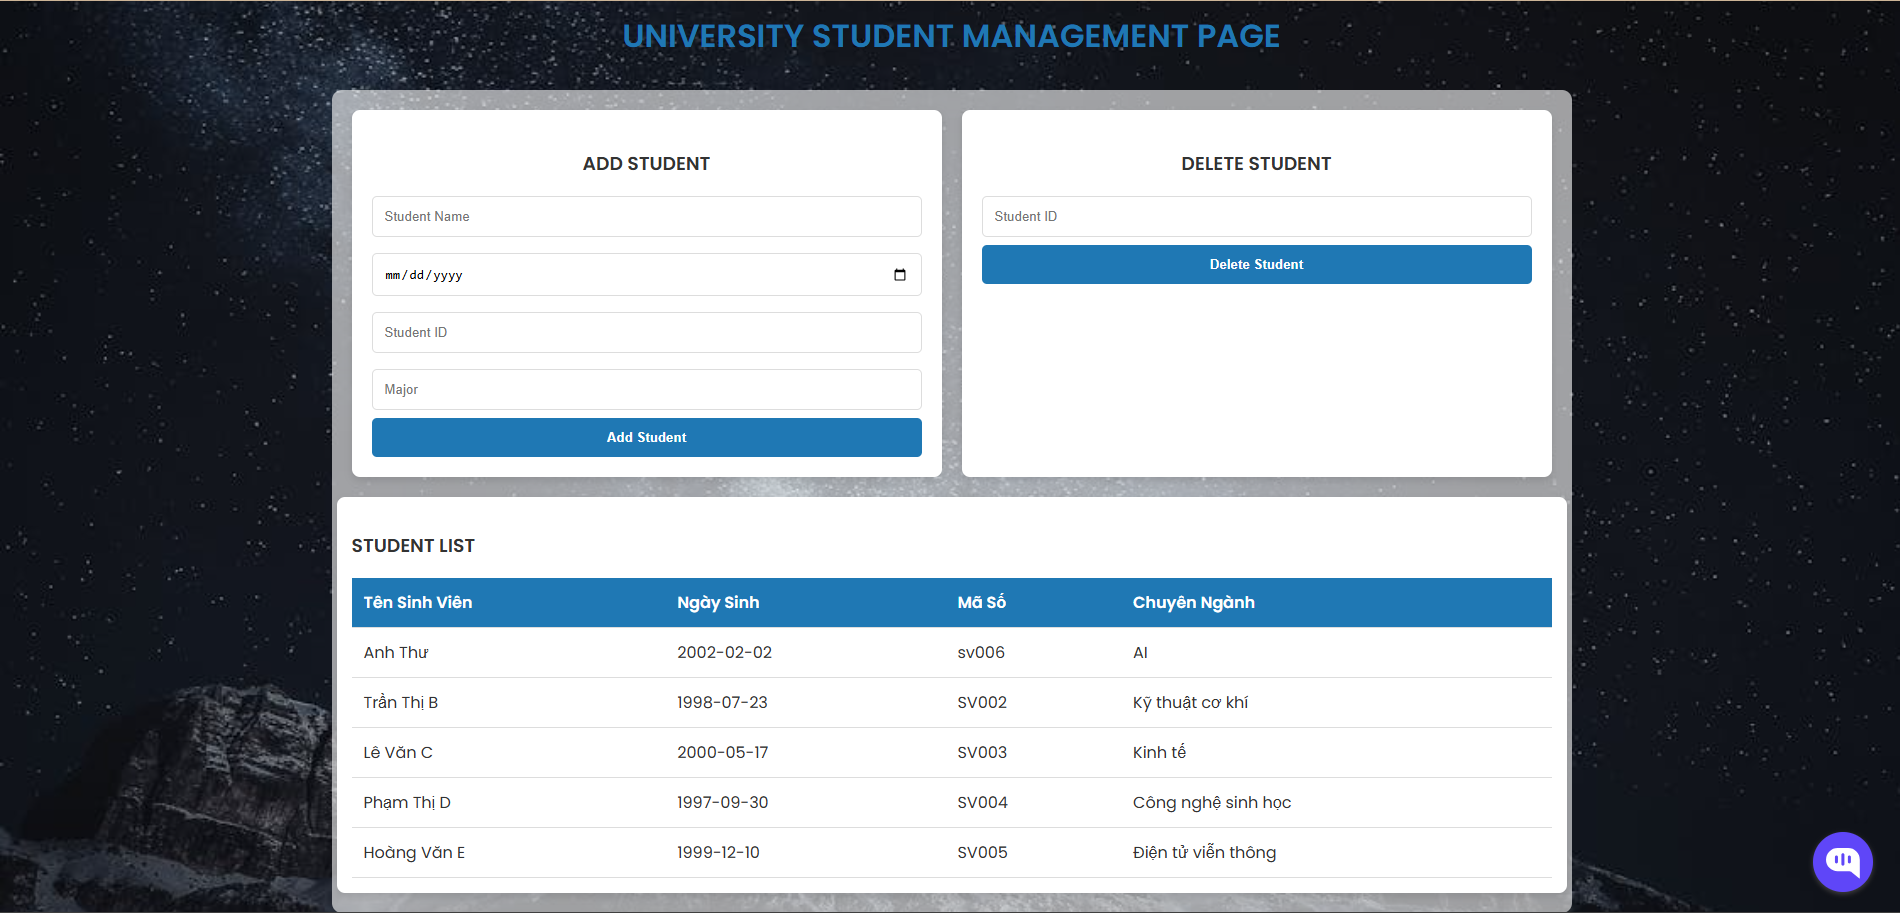 UNIVERSITY STUDENT MANAGEMENT PAGE
ADD STUDENT
Student Name
mm/dd/yyyy
Student ID
Major
Add Student
DELETE STUDENT
Student ID
Delete Student
STUDENT LIST
Tên Sinh Viên Ngày Sinh Mã Số Chuyên Ngành
Anh Thư 2002-02-02 sv006 AI
Trần Thị B 1998-07-23 SV002 Kỹ thuật cơ khí
Lê Văn C 2000-05-17 SV003 Kinh tế
Phạm Thị D 1997-09-30 SV004 Công nghệ sinh học
Hoàng Văn E 1999-12-10 SV005 Điện tử viễn thông